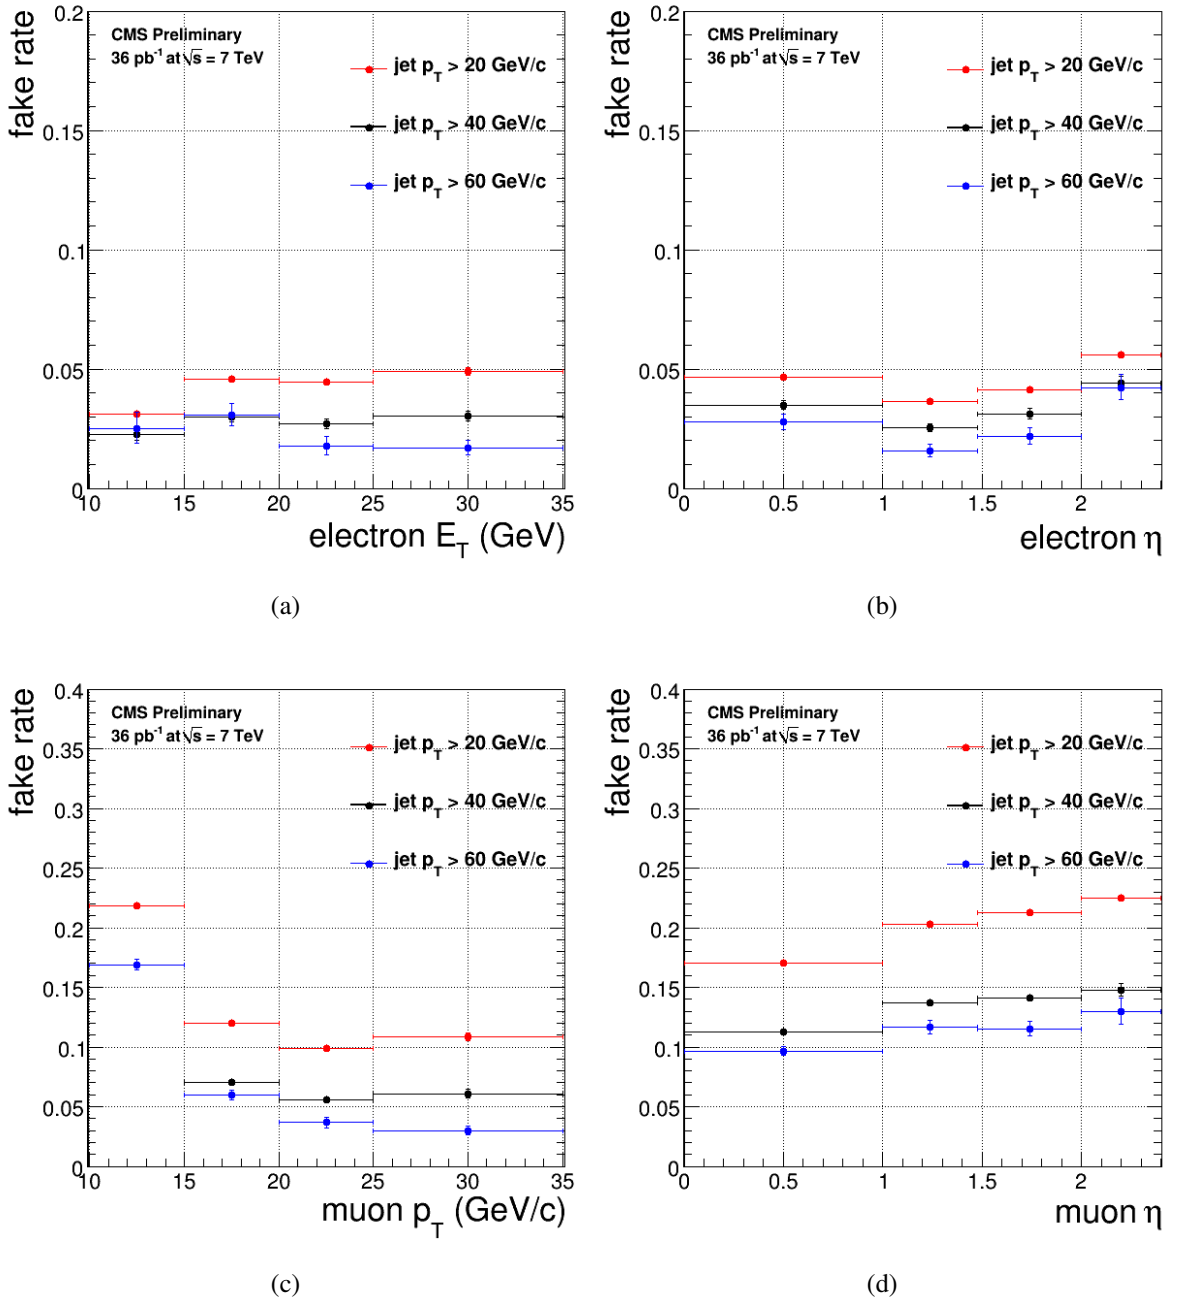 fake rate
0.2
0.15
0.1
0.05
0
CMS Preliminary
36 pb⁻¹ at √s = 7 TeV
jet p_T > 20 GeV/c
jet p_T > 40 GeV/c
jet p_T > 60 GeV/c
10 15 20 25 30 35
electron E_T (GeV)
(a)
fake rate
0.2
0.15
0.1
0.05
0
CMS Preliminary
36 pb⁻¹ at √s = 7 TeV
jet p_T > 20 GeV/c
jet p_T > 40 GeV/c
jet p_T > 60 GeV/c
0 0.5 1 1.5 2
electron η
(b)
fake rate
0.4
0.35
0.3
0.25
0.2
0.15
0.1
0.05
0
CMS Preliminary
36 pb⁻¹ at √s = 7 TeV
jet p_T > 20 GeV/c
jet p_T > 40 GeV/c
jet p_T > 60 GeV/c
10 15 20 25 30 35
muon p_T (GeV/c)
(c)
fake rate
0.4
0.35
0.3
0.25
0.2
0.15
0.1
0.05
0
CMS Preliminary
36 pb⁻¹ at √s = 7 TeV
jet p_T > 20 GeV/c
jet p_T > 40 GeV/c
jet p_T > 60 GeV/c
0 0.5 1 1.5 2
muon η
(d)